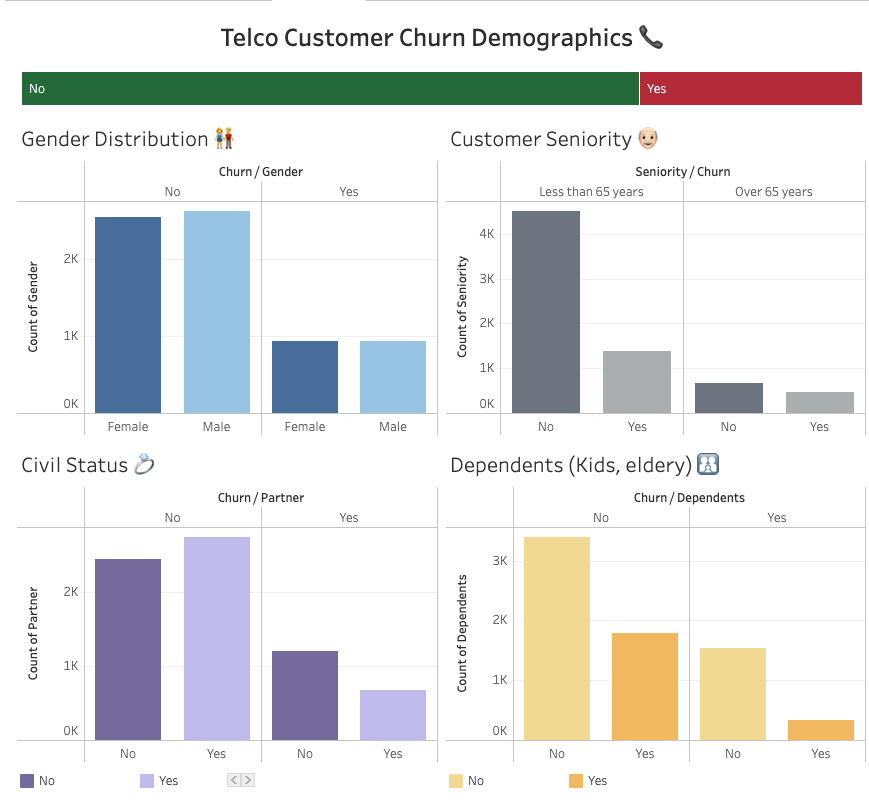 Telco Customer Churn Demographics 📞
No Yes
Gender Distribution 👫
Churn / Gender
No Yes
Count of Gender
2K
1K
0K
Female Male Female Male
Customer Seniority 👴
Seniority / Churn
Less than 65 years Over 65 years
Count of Seniority
4K
3K
2K
1K
0K
No Yes No Yes
Civil Status 💍
Churn / Partner
No Yes
Count of Partner
2K
1K
0K
No Yes No Yes
No Yes
Dependents (Kids, eldery) 🚻
Churn / Dependents
No Yes
Count of Dependents
3K
2K
1K
0K
No Yes No Yes
No Yes